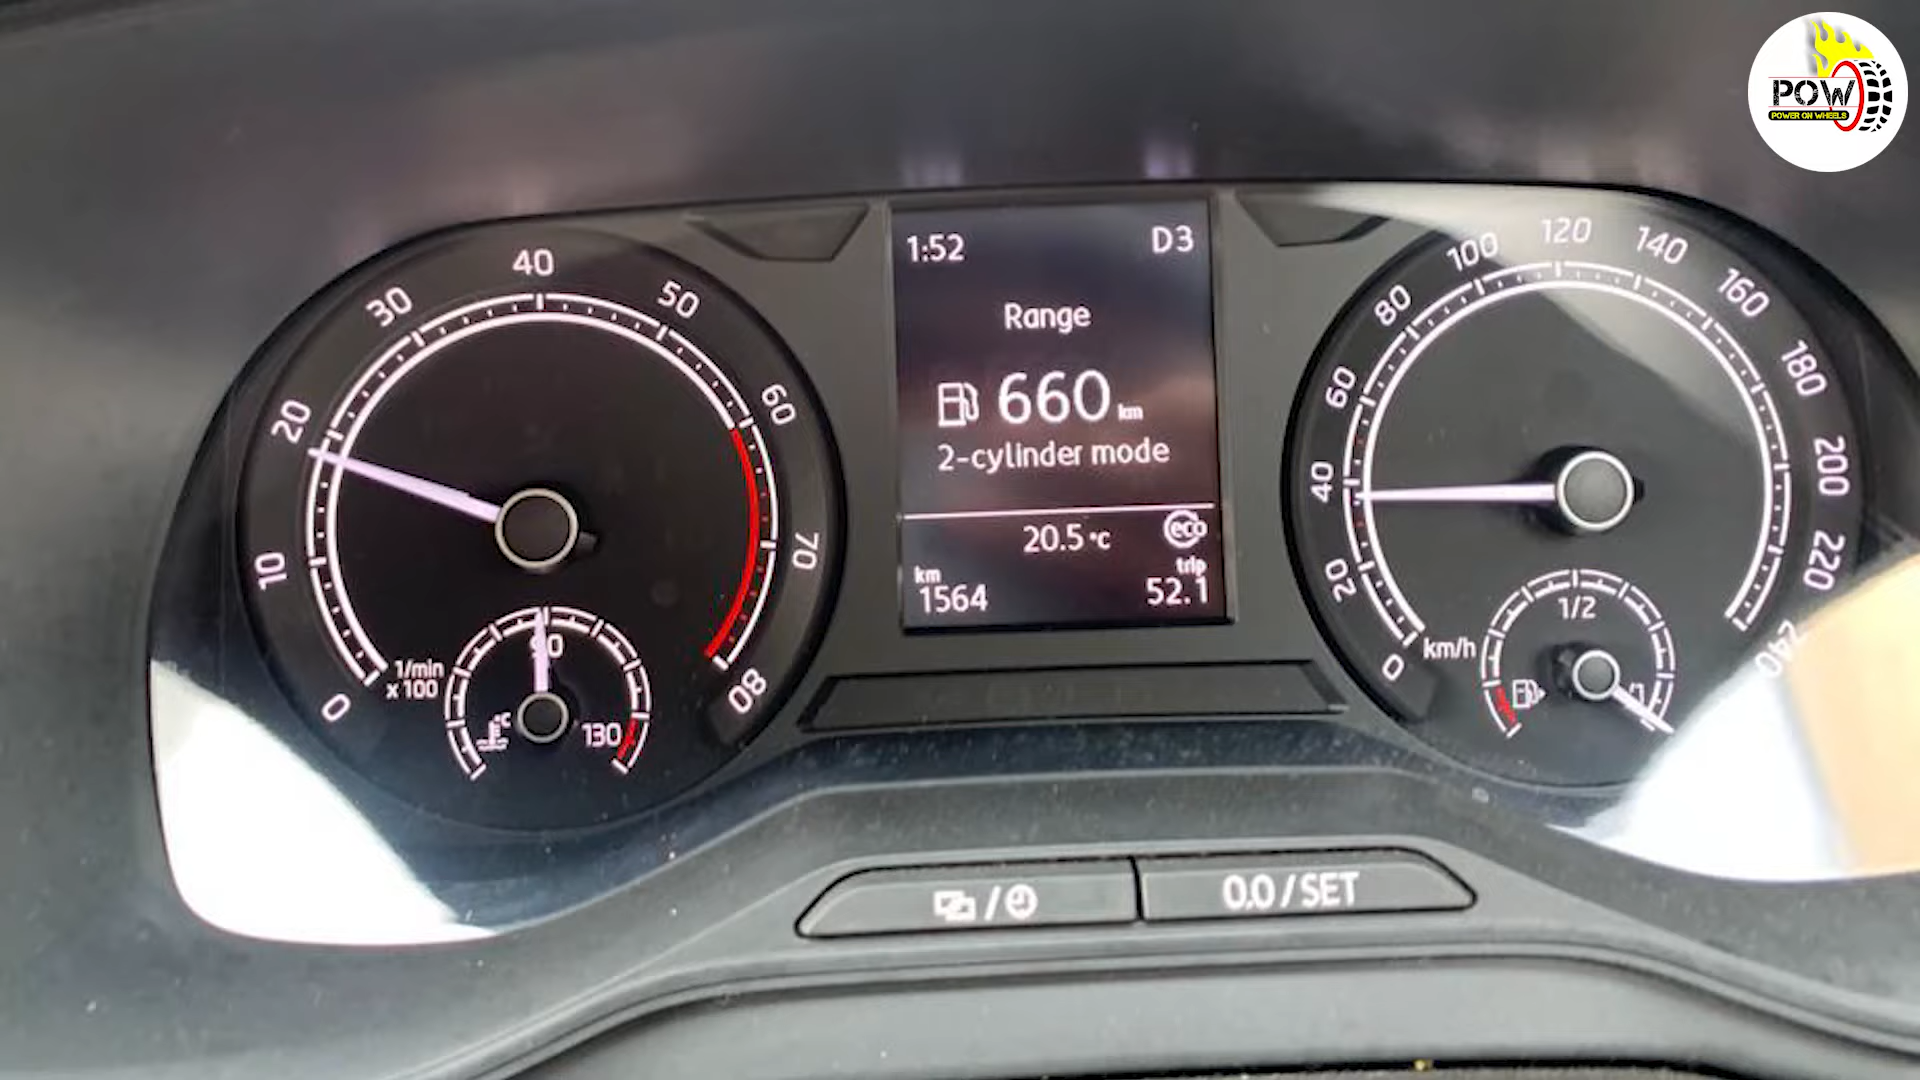 POW
POWER ON WHEELS
0
10
20
30
40
50
60
70
80
1/min
x 100
90
130
°C
1:52 D3
Range
660 km
2-cylinder mode
20.5 °C eco
km trip
1564 52.1
0
20
40
60
80
100
120
140
160
180
200
220
240
km/h
1/2
/
0.0 / SET